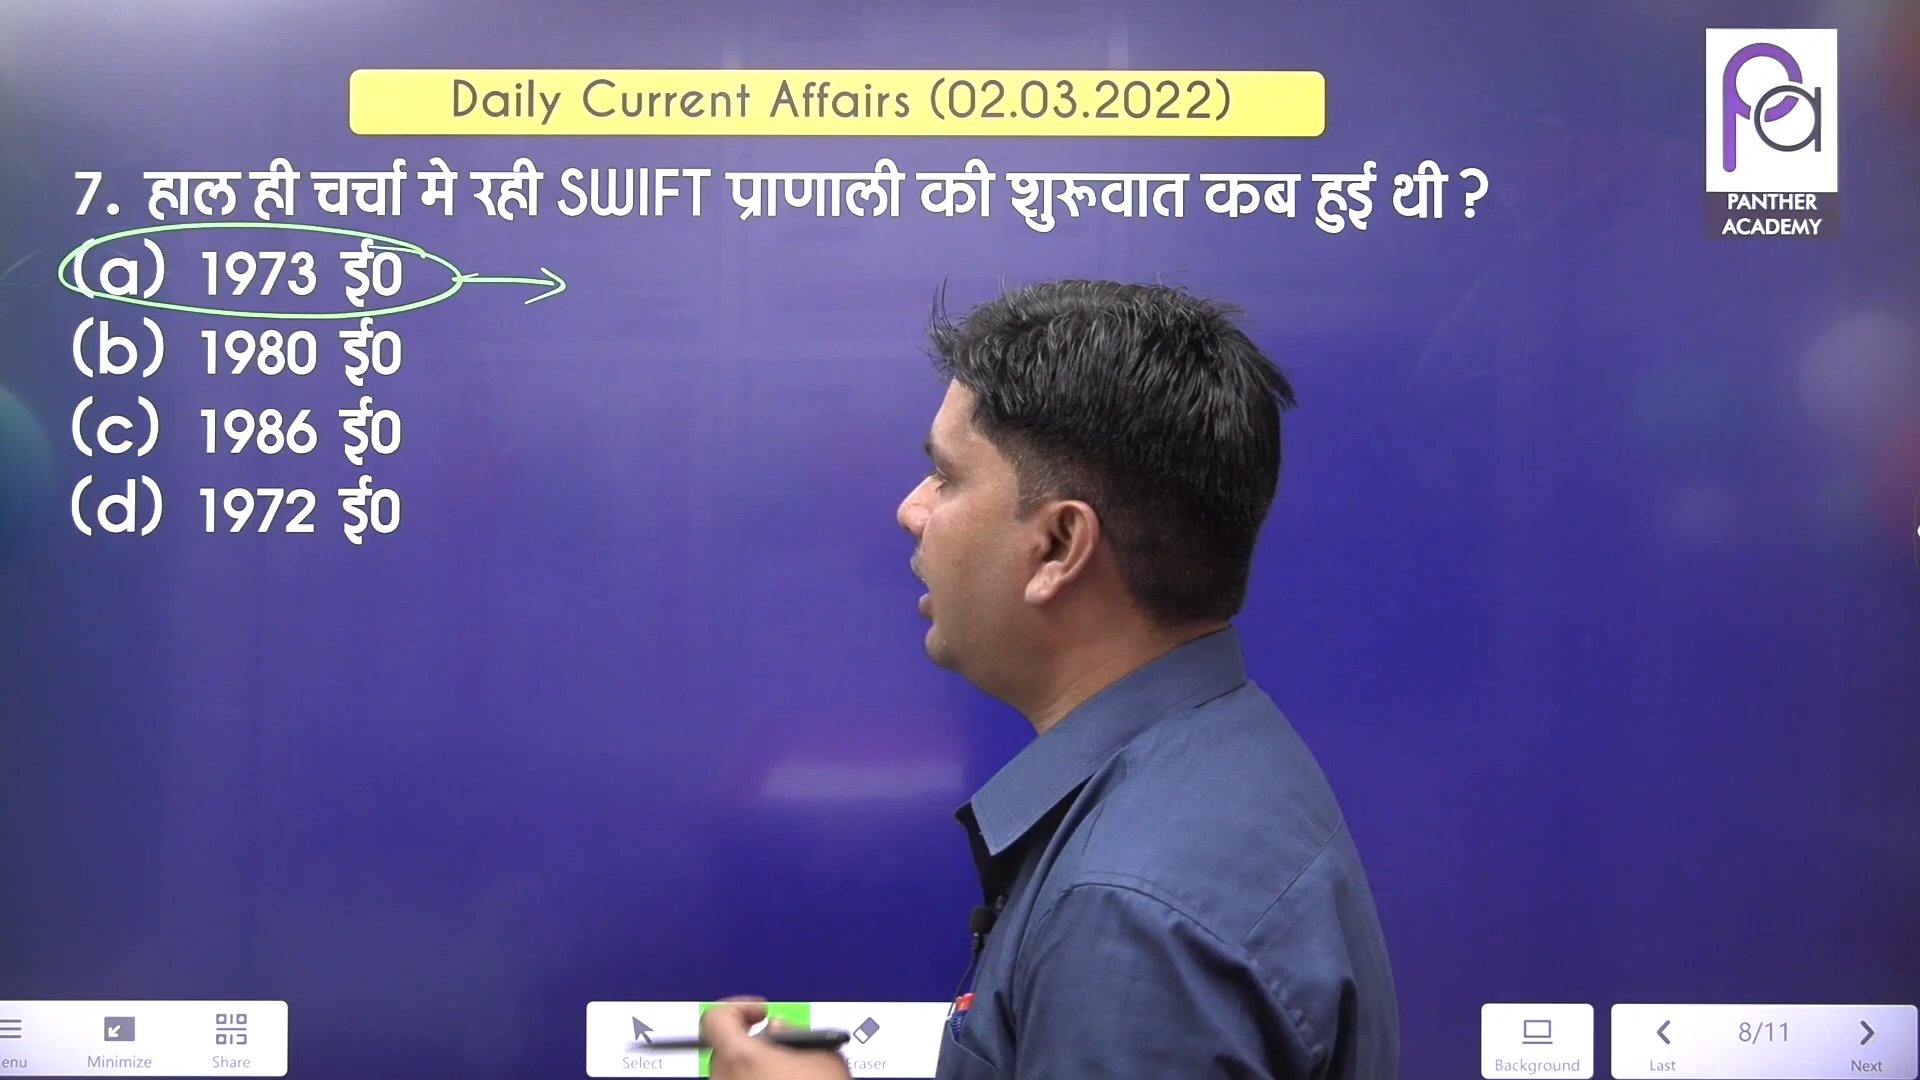 Daily Current Affairs (02.03.2022)
7. हाल ही चर्चा मे रही SWIFT प्राणाली की शुरूवात कब हुई थी ?
(a) 1973 ई0
(b) 1980 ई0
(c) 1986 ई0
(d) 1972 ई0
PANTHER
ACADEMY
Minimize
Share
Select
Background
Last
8/11
Next